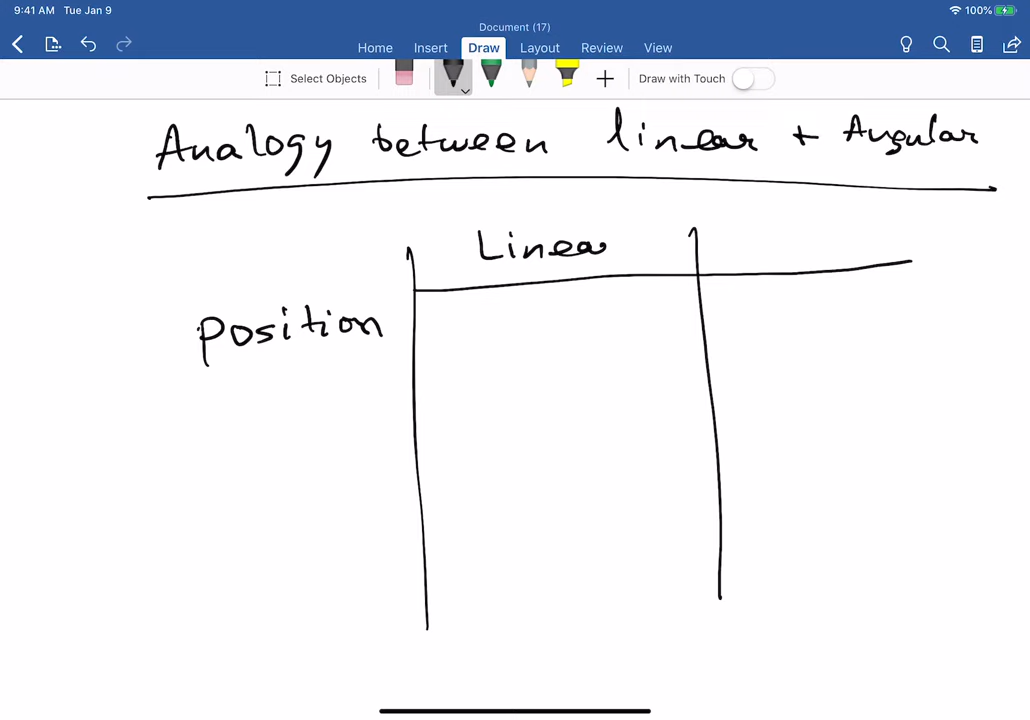 9:41 AM Tue Jan 9 100%
Document (17)
Home Insert Draw Layout Review View
Select Objects Draw with Touch
Analogy between linear + Angular
Linear
Position